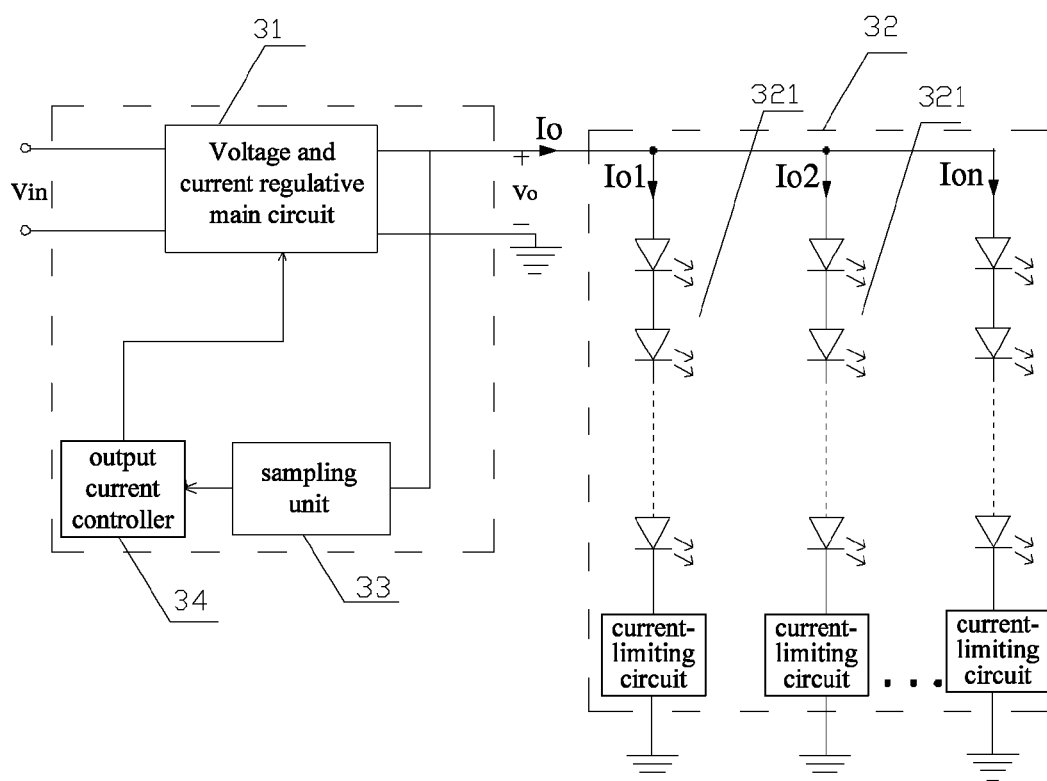 31
32
321
321
Voltage and
current regulative
main circuit
Vin
+
Vo
−
Io
Io1
Io2
Ion
output
current
controller
sampling
unit
34
33
current-
limiting
circuit
current-
limiting
circuit
...
current-
limiting
circuit